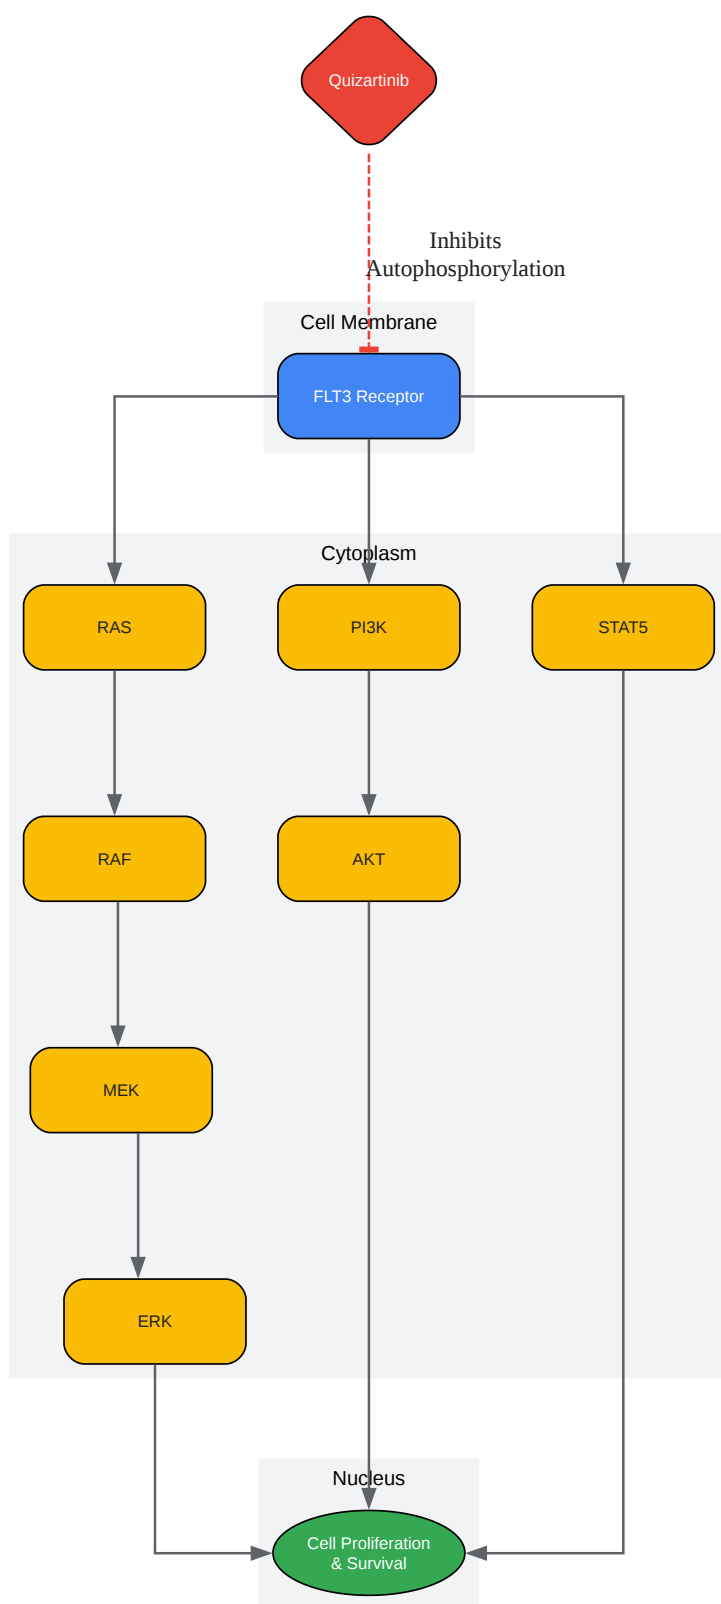 Quizartinib
Inhibits
Autophosphorylation
Cell Membrane
FLT3 Receptor
Cytoplasm
RAS
PI3K
STAT5
RAF
AKT
MEK
ERK
Nucleus
Cell Proliferation
& Survival